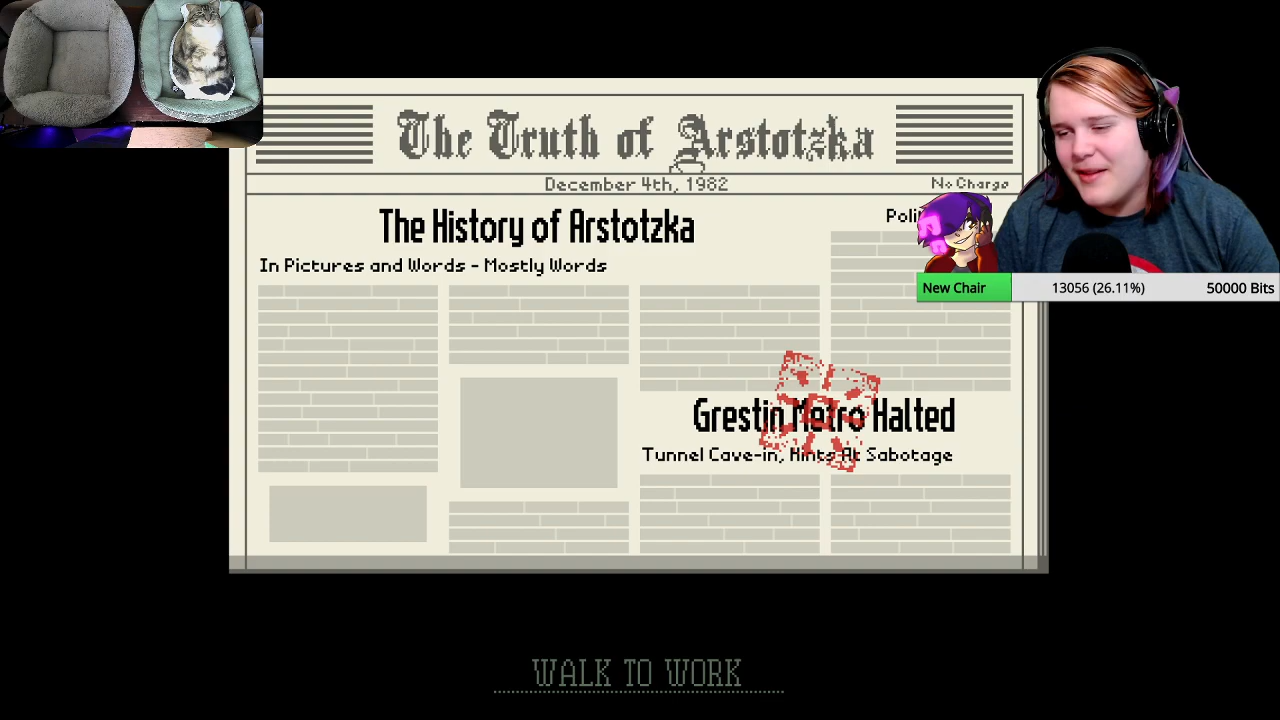 The Truth of Arstotzka
December 4th, 1982
No Charge
The History of Arstotzka
In Pictures and Words - Mostly Words
New Chair
13056 (26.11%)
50000 Bits
Grestin Metro Halted
Tunnel Cave-in, Hints At Sabotage
WALK TO WORK